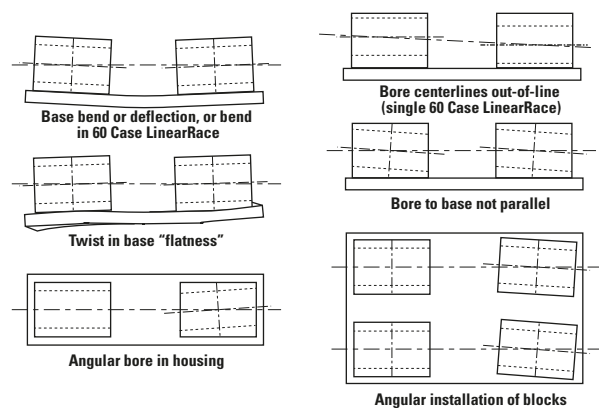 Base bend or deflection, or bend
in 60 Case LinearRace
Twist in base “flatness”
Angular bore in housing
Bore centerlines out-of-line
(single 60 Case LinearRace)
Bore to base not parallel
Angular installation of blocks